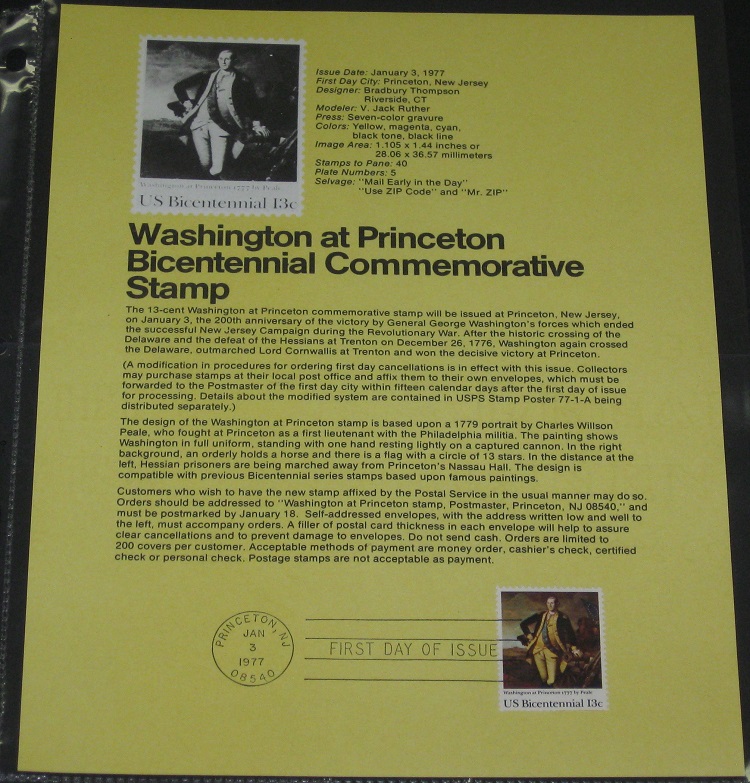 Washington at Princeton 1777 by Peale
US Bicentennial 13c
Issue Date: January 3, 1977
First Day City: Princeton, New Jersey
Designer: Bradbury Thompson
Riverside, CT
Modeler: V. Jack Ruther
Press: Seven-color gravure
Colors: Yellow, magenta, cyan,
black tone, black line
Image Area: 1.105 x 1.44 inches or
28.06 x 36.57 millimeters
Stamps to Pane: 40
Plate Numbers: 5
Selvage: "Mail Early in the Day"
"Use ZIP Code" and "Mr. ZIP"
Washington at Princeton
Bicentennial Commemorative
Stamp
The 13-cent Washington at Princeton commemorative stamp will be issued at Princeton, New Jersey,
on January 3, the 200th anniversary of the victory by General George Washington's forces which ended
the successful New Jersey Campaign during the Revolutionary War. After the historic crossing of the
Delaware and the defeat of the Hessians at Trenton on December 26, 1776, Washington again crossed
the Delaware, outmarched Lord Cornwallis at Trenton and won the decisive victory at Princeton.
(A modification in procedures for ordering first day cancellations is in effect with this issue. Collectors
may purchase stamps at their local post office and affix them to their own envelopes, which must be
forwarded to the Postmaster of the first day city within fifteen calendar days after the first day of issue
for processing. Details about the modified system are contained in USPS Stamp Poster 77-1-A being
distributed separately.)
The design of the Washington at Princeton stamp is based upon a 1779 portrait by Charles Willson
Peale, who fought at Princeton as a first lieutenant with the Philadelphia militia. The painting shows
Washington in full uniform, standing with one hand resting lightly on a captured cannon. In the right
background, an orderly holds a horse and there is a flag with a circle of 13 stars. In the distance at the
left, Hessian prisoners are being marched away from Princeton's Nassau Hall. The design is
compatible with previous Bicentennial series stamps based upon famous paintings.
Customers who wish to have the new stamp affixed by the Postal Service in the usual manner may do so.
Orders should be addressed to "Washington at Princeton stamp, Postmaster, Princeton, NJ 08540," and
must be postmarked by January 18. Self-addressed envelopes, with the address written low and well to
the left, must accompany orders. A filler of postal card thickness in each envelope will help to assure
clear cancellations and to prevent damage to envelopes. Do not send cash. Orders are limited to
200 covers per customer. Acceptable methods of payment are money order, cashier's check, certified
check or personal check. Postage stamps are not acceptable as payment.
PRINCETON, NJ
JAN
3
1977
08540
FIRST DAY OF ISSUE
Washington at Princeton 1777 by Peale
US Bicentennial 13c